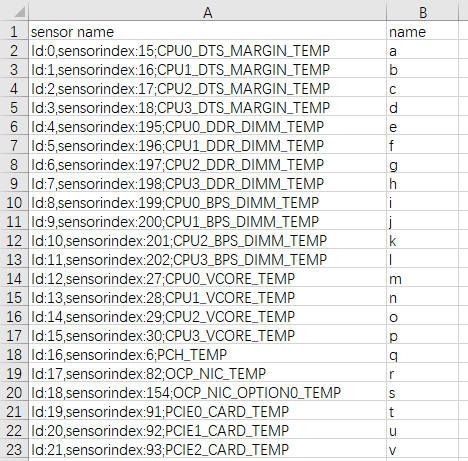 A B
1 sensor name name
2 Id:0,sensorindex:15;CPU0_DTS_MARGIN_TEMP a
3 Id:1,sensorindex:16;CPU1_DTS_MARGIN_TEMP b
4 Id:2,sensorindex:17;CPU2_DTS_MARGIN_TEMP c
5 Id:3,sensorindex:18;CPU3_DTS_MARGIN_TEMP d
6 Id:4,sensorindex:195;CPU0_DDR_DIMM_TEMP e
7 Id:5,sensorindex:196;CPU1_DDR_DIMM_TEMP f
8 Id:6,sensorindex:197;CPU2_DDR_DIMM_TEMP g
9 Id:7,sensorindex:198;CPU3_DDR_DIMM_TEMP h
10 Id:8,sensorindex:199;CPU0_BPS_DIMM_TEMP i
11 Id:9,sensorindex:200;CPU1_BPS_DIMM_TEMP j
12 Id:10,sensorindex:201;CPU2_BPS_DIMM_TEMP k
13 Id:11,sensorindex:202;CPU3_BPS_DIMM_TEMP l
14 Id:12,sensorindex:27;CPU0_VCORE_TEMP m
15 Id:13,sensorindex:28;CPU1_VCORE_TEMP n
16 Id:14,sensorindex:29;CPU2_VCORE_TEMP o
17 Id:15,sensorindex:30;CPU3_VCORE_TEMP p
18 Id:16,sensorindex:6;PCH_TEMP q
19 Id:17,sensorindex:82;OCP_NIC_TEMP r
20 Id:18,sensorindex:154;OCP_NIC_OPTION0_TEMP s
21 Id:19,sensorindex:91;PCIE0_CARD_TEMP t
22 Id:20,sensorindex:92;PCIE1_CARD_TEMP u
23 Id:21,sensorindex:93;PCIE2_CARD_TEMP v